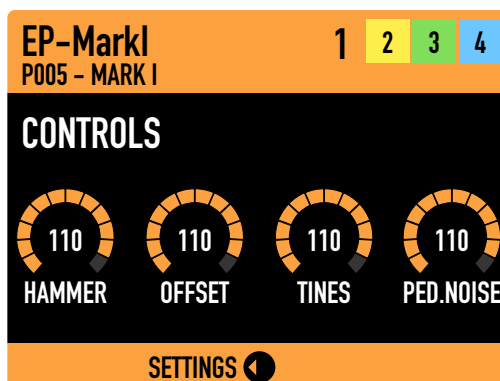 EP-MarkI 1 2 3 4
P005 - MARK I
CONTROLS
110 110 110 110
HAMMER OFFSET TINES PED.NOISE
SETTINGS